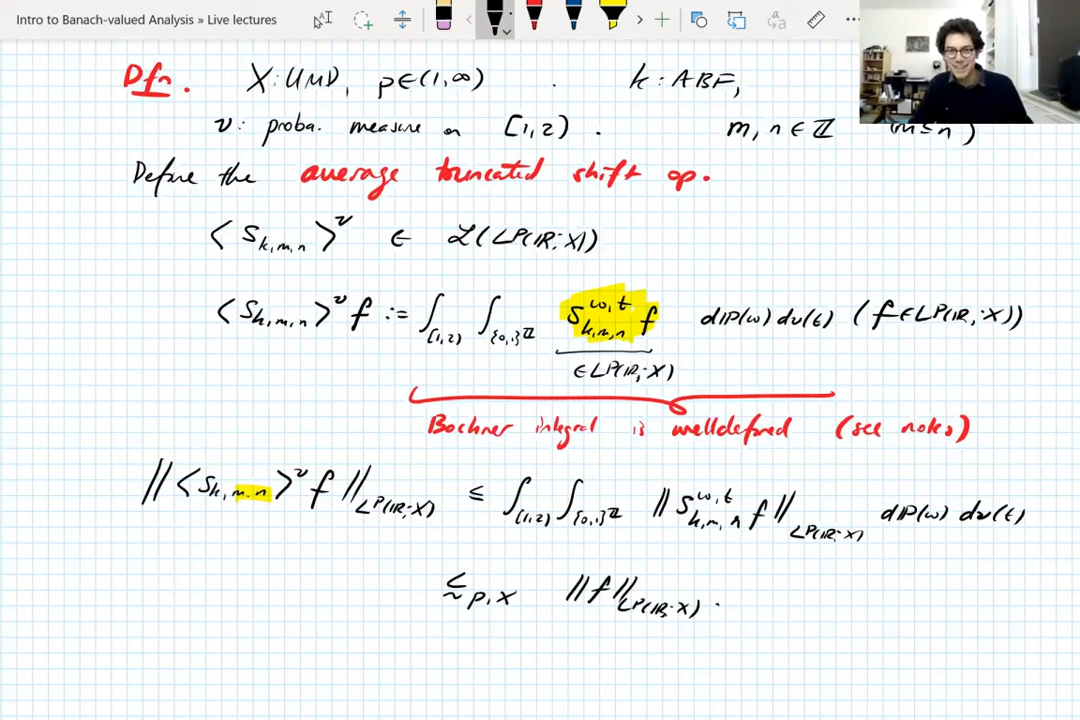 Intro to Banach-valued Analysis » Live lectures
Dfn. X: UMD, p∈(1,∞) . k: ABF,
ν: proba. measure on [1,2) . m, n ∈ ℤ (m ≤ n)
Define the average truncated shift op.
⟨S_{k,m,n}⟩^ν ∈ ℒ(L^p(ℝ;X))
⟨S_{k,m,n}⟩^ν f := ∫_{[1,2)} ∫_{{0,1}^ℤ} S^{ω,t}_{k,m,n} f dℙ(ω) dν(t) (f∈L^p(ℝ;X))
∈ L^p(ℝ;X)
Bochner integral is welldefined (see notes)
‖⟨S_{k,m,n}⟩^ν f‖_{L^p(ℝ;X)} ≤ ∫_{[1,2)} ∫_{{0,1}^ℤ} ‖S^{ω,t}_{k,m,n} f‖_{L^p(ℝ;X)} dℙ(ω) dν(t)
≲_{p,X} ‖f‖_{L^p(ℝ;X)} .